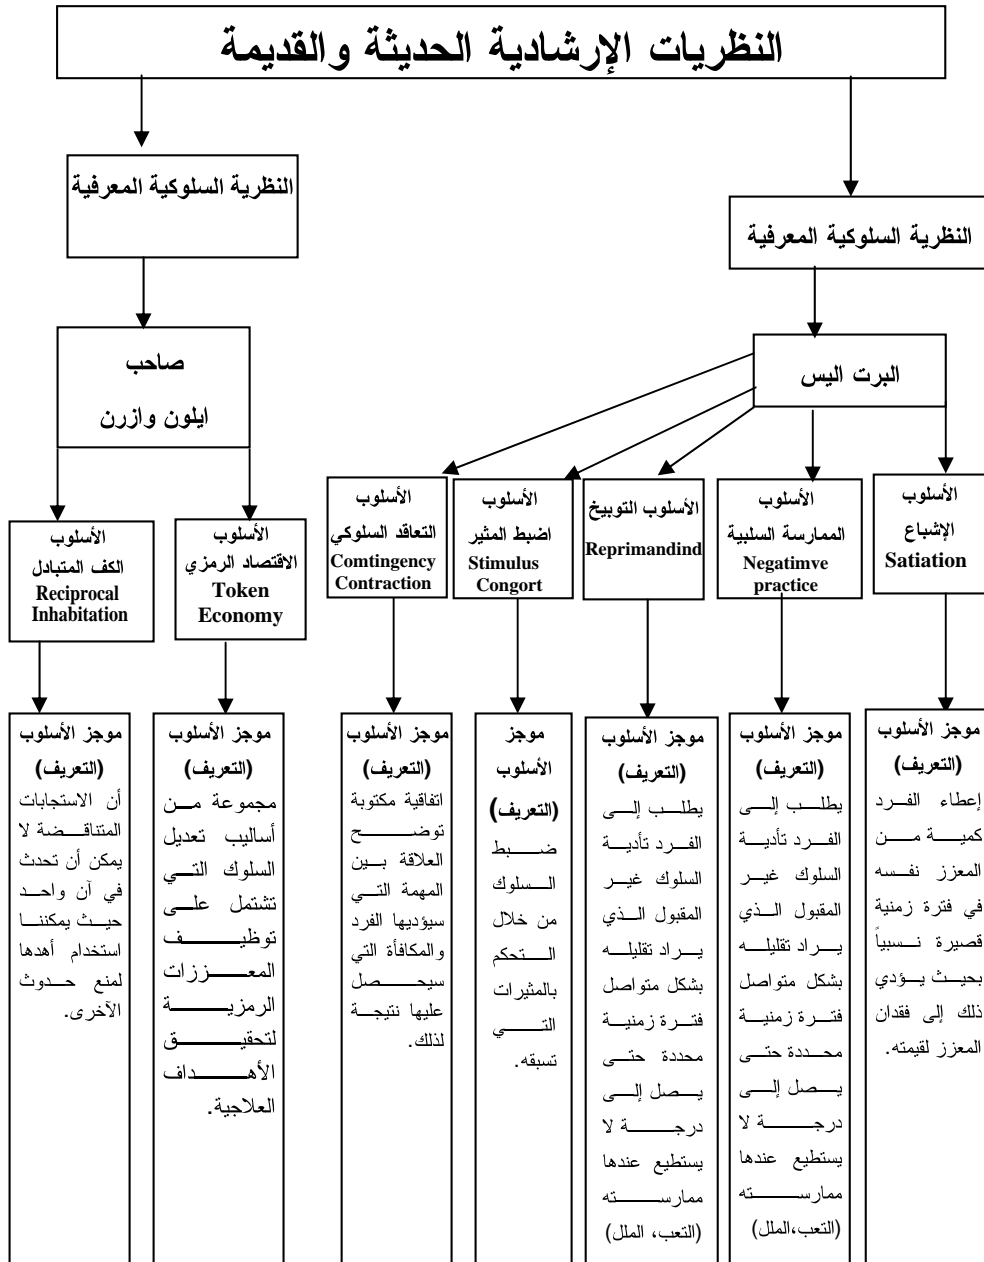 النظريات الإرشادية الحديثة والقديمة
النظرية السلوكية المعرفية
البرت اليس
الأسلوب
الإشباع
Satiation
الأسلوب
الممارسة السلبية
Negatimve
practice
الأسلوب التوبيخ
Reprimandind
الأسلوب
اضبط المثير
Stimulus
Congort
الأسلوب
التعاقد السلوكي
Comtingency
Contraction
موجز الأسلوب
(التعريف)
إعطاء الفرد
كمية من
المعزز نفسه
في فترة زمنية
قصيرة نسبياً
بحيث يؤدي
ذلك إلى فقدان
المعزز لقيمته.
موجز الأسلوب
(التعريف)
يطلب إلى
الفرد تأدية
السلوك غير
المقبول الذي
يراد تقليله
بشكل متواصل
فترة زمنية
محددة حتى
يصل إلى
درجة لا
يستطيع عندها
ممارسته
(التعب،الملل)
موجز الأسلوب
(التعريف)
يطلب إلى
الفرد تأدية
السلوك غير
المقبول الذي
يراد تقليله
بشكل متواصل
فترة زمنية
محددة حتى
يصل إلى
درجة لا
يستطيع عندها
ممارسته
(التعب، الملل)
موجز
الأسلوب
(التعريف)
ضبط
السلوك
من خلال
التحكم
بالمثيرات
التي
تسبقه.
موجز الأسلوب
(التعريف)
اتفاقية مكتوبة
توضح
العلاقة بين
المهمة التي
سيؤديها الفرد
والمكافأة التي
سيحصل
عليها نتيجة
لذلك.
النظرية السلوكية المعرفية
صاحب
ايلون وازرن
الأسلوب
الاقتصاد الرمزي
Token
Economy
الأسلوب
الكف المتبادل
Reciprocal
Inhabitation
موجز الأسلوب
(التعريف)
مجموعة من
أساليب تعديل
السلوك التي
تشتمل على
توظيف
المعززات
الرمزية
لتحقيق
الأهداف
العلاجية.
موجز الأسلوب
(التعريف)
أن الاستجابات
المتناقضة لا
يمكن أن تحدث
في آن واحد
حيث يمكننا
استخدام أهدها
لمنع حدوث
الآخرى.